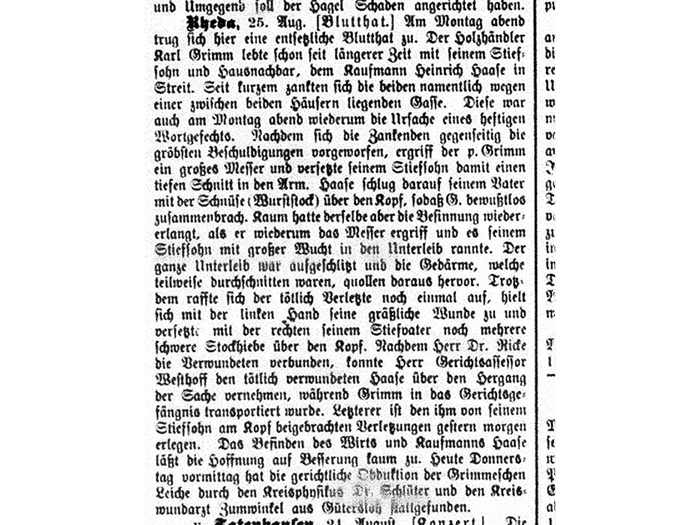 und Umgegend soll der Hagel Schaden angerichtet haben.
Rheda, 25. Aug. [Blutthat.] Am Montag abend
trug sich hier eine entsetzliche Blutthat zu. Der Holzhändler
Karl Grimm lebte schon seit längerer Zeit mit seinem Stief-
sohn und Hausnachbar, dem Kaufmann Heinrich Haase in
Streit. Seit kurzem zankten sich die beiden namentlich wegen
einer zwischen beiden Häusern liegenden Gasse. Diese war
auch am Montag abend wiederum die Ursache eines heftigen
Wortgefechts. Nachdem sich die Zankenden gegenseitig die
gröbsten Beschuldigungen vorgeworfen, ergriff der p. Grimm
ein großes Messer und versetzte seinem Stiefsohn damit einen
tiefen Schnitt in den Arm. Haase schlug darauf seinem Vater
mit der Schnüse (Wurststock) über den Kopf, sodaß G. bewußtlos
zusammenbrach. Kaum hatte derselbe aber die Besinnung wieder-
erlangt, als er wiederum das Messer ergriff und es seinem
Stiefsohn mit großer Wucht in den Unterleib rannte. Der
ganze Unterleib war aufgeschlitzt und die Gedärme, welche
teilweise durchschnitten waren, quollen daraus hervor. Trotz-
dem raffte sich der tötlich Verletzte noch einmal auf, hielt
sich mit der linken Hand seine gräßliche Wunde zu und
versetzte mit der rechten seinem Stiefvater noch mehrere
schwere Stockhiebe über den Kopf. Nachdem Herr Dr. Ricke
die Verwundeten verbunden, konnte Herr Gerichtsassessor
Westhoff den tötlich verwundeten Haase über den Hergang
der Sache vernehmen, während Grimm in das Gerichtsge-
fängnis transportiert wurde. Letzterer ist den ihm von seinem
Stiefsohn am Kopf beigebrachten Verletzungen gestern morgen
erlegen. Das Befinden des Wirts und Kaufmanns Haase
läßt die Hoffnung auf Besserung kaum zu. Heute Donners-
tag vormittag hat die gerichtliche Obduktion der Grimmeschen
Leiche durch den Kreisphysikus Dr. Schlüter und den Kreis-
wundarzt Zumwinkel aus Gütersloh stattgefunden.
Tatenhausen, 24. August. [Konzert.] Die